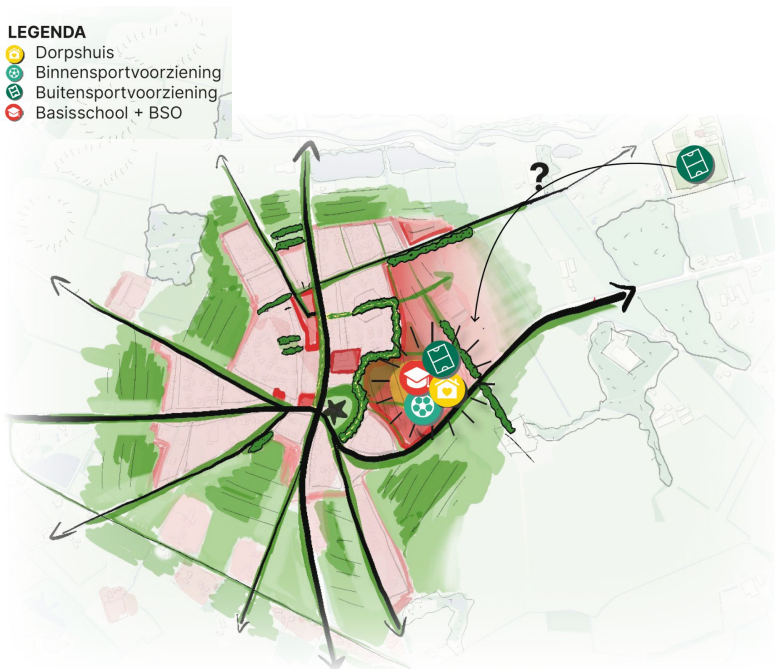 LEGENDA
Dorpshuis
Binnensportvoorziening
Buitensportvoorziening
Basisschool + BSO
?